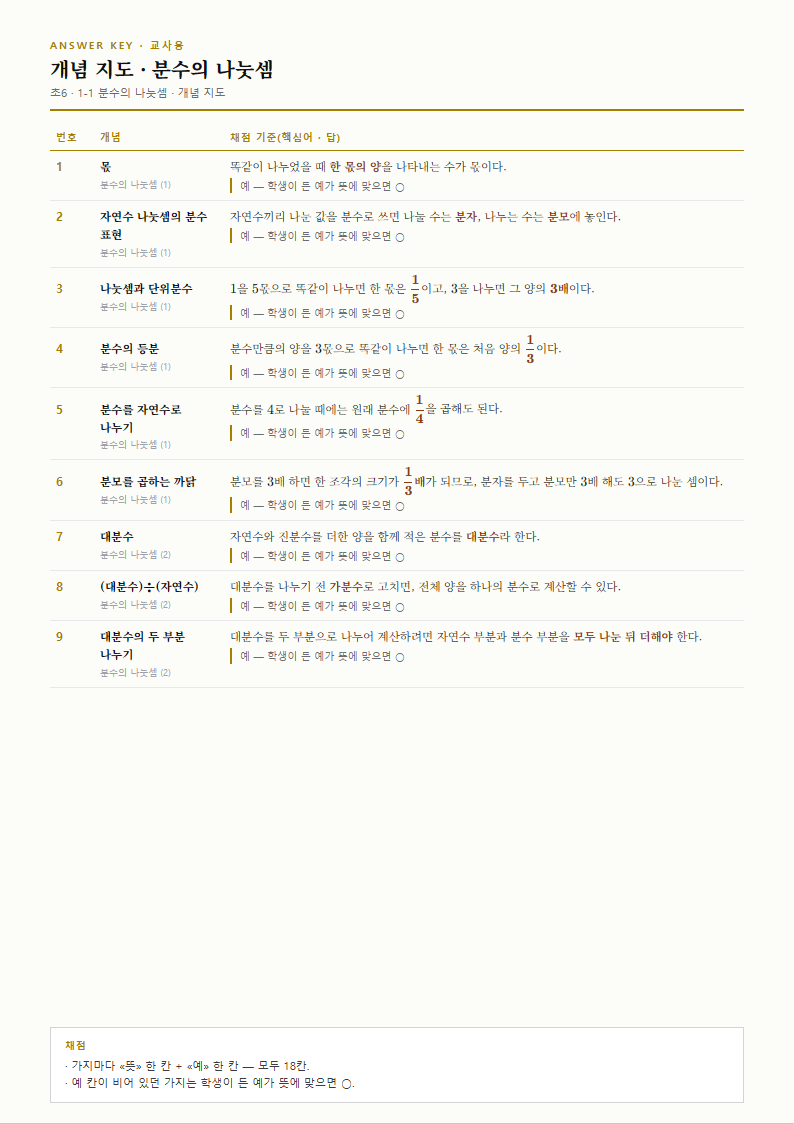 ANSWER KEY · 교사용
개념 지도 · 분수의 나눗셈
초6 · 1-1 분수의 나눗셈 · 개념 지도
번호 개념 채점 기준(핵심어 · 답)
1 몫 똑같이 나누었을 때 한 몫의 양을 나타내는 수가 몫이다.
분수의 나눗셈 (1) 예 — 학생이 든 예가 뜻에 맞으면 ○
2 자연수 나눗셈의 분수 표현 자연수끼리 나눈 값을 분수로 쓰면 나눌 수는 분자, 나누는 수는 분모에 놓인다.
분수의 나눗셈 (1) 예 — 학생이 든 예가 뜻에 맞으면 ○
3 나눗셈과 단위분수 1을 5몫으로 똑같이 나누면 한 몫은 1/5이고, 3을 나누면 그 양의 3배이다.
분수의 나눗셈 (1) 예 — 학생이 든 예가 뜻에 맞으면 ○
4 분수의 등분 분수만큼의 양을 3몫으로 똑같이 나누면 한 몫은 처음 양의 1/3이다.
분수의 나눗셈 (1) 예 — 학생이 든 예가 뜻에 맞으면 ○
5 분수를 자연수로 나누기 분수를 4로 나눌 때에는 원래 분수에 1/4을 곱해도 된다.
분수의 나눗셈 (1) 예 — 학생이 든 예가 뜻에 맞으면 ○
6 분모를 곱하는 까닭 분모를 3배 하면 한 조각의 크기가 1/3배가 되므로, 분자를 두고 분모만 3배 해도 3으로 나눈 셈이다.
분수의 나눗셈 (1) 예 — 학생이 든 예가 뜻에 맞으면 ○
7 대분수 자연수와 진분수를 더한 양을 함께 적은 분수를 대분수라 한다.
분수의 나눗셈 (2) 예 — 학생이 든 예가 뜻에 맞으면 ○
8 (대분수)÷(자연수) 대분수를 나누기 전 가분수로 고치면, 전체 양을 하나의 분수로 계산할 수 있다.
분수의 나눗셈 (2) 예 — 학생이 든 예가 뜻에 맞으면 ○
9 대분수의 두 부분 나누기 대분수를 두 부분으로 나누어 계산하려면 자연수 부분과 분수 부분을 모두 나눈 뒤 더해야 한다.
분수의 나눗셈 (2) 예 — 학생이 든 예가 뜻에 맞으면 ○
채점
· 가지마다 «뜻» 한 칸 + «예» 한 칸 — 모두 18칸.
· 예 칸이 비어 있던 가지는 학생이 든 예가 뜻에 맞으면 ○.